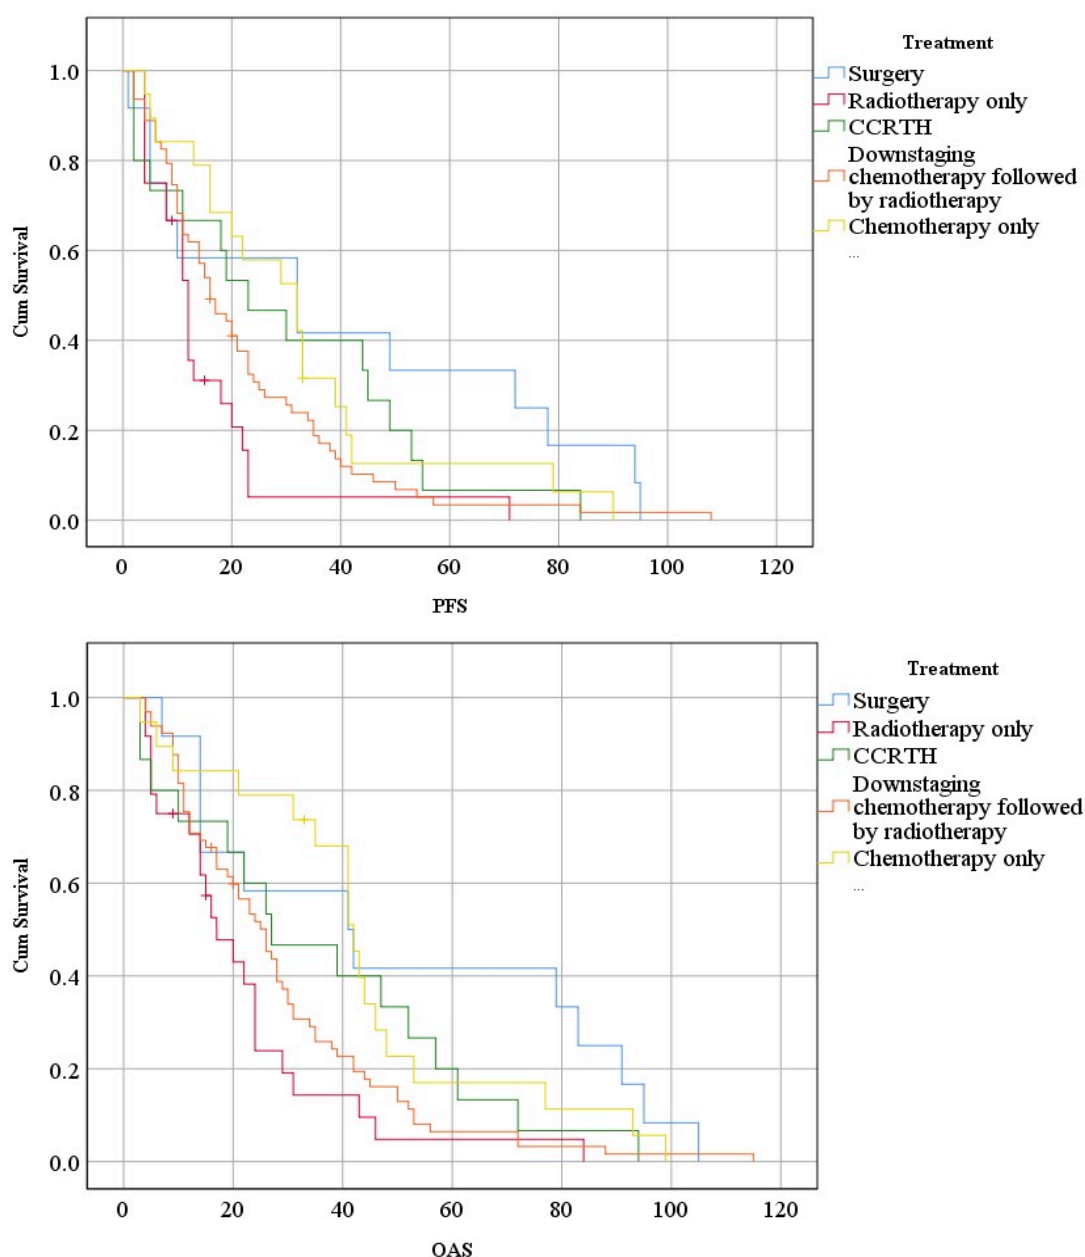 Treatment
Surgery
Radiotherapy only
CCRTH
Downstaging
chemotherapy followed
by radiotherapy
Chemotherapy only
...
1.0
0.8
0.6
0.4
0.2
0.0
Cum Survival
0 20 40 60 80 100 120
PFS
Treatment
Surgery
Radiotherapy only
CCRTH
Downstaging
chemotherapy followed
by radiotherapy
Chemotherapy only
...
1.0
0.8
0.6
0.4
0.2
0.0
Cum Survival
0 20 40 60 80 100 120
OAS